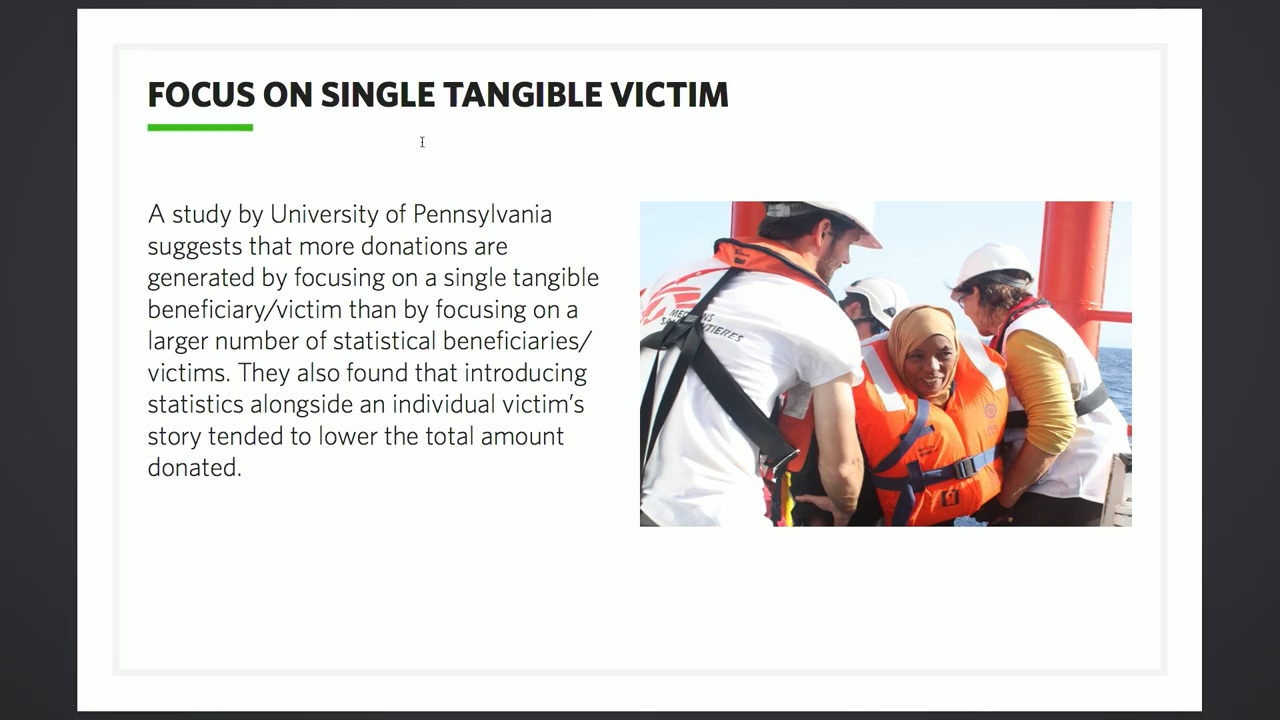 FOCUS ON SINGLE TANGIBLE VICTIM
A study by University of Pennsylvania
suggests that more donations are
generated by focusing on a single tangible
beneficiary/victim than by focusing on a
larger number of statistical beneficiaries/
victims. They also found that introducing
statistics alongside an individual victim’s
story tended to lower the total amount
donated.